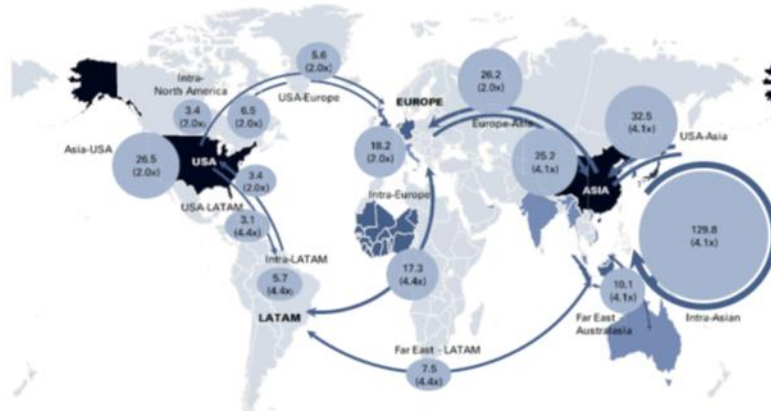 5.6
(2.0x)
Intra-
North America
3.4
(7.0x)
6.5
(2.0x)
USA-Europe
EUROPE
26.2
(2.0x)
Europe-Asia
32.5
(4.1x)
USA-Asia
Asia-USA
26.5
(2.0x)
USA
18.2
(2.0x)
25.2
(4.1x)
ASIA
3.4
(2.0x)
USA-LATAM
3.1
(4.4x)
Intra-Europe
129.8
(4.1x)
Intra-LATAM
5.7
(4.4x)
17.3
(4.4x)
10.1
(4.1x)
LATAM
Far East -
Australasia
Intra-Asian
Far East - LATAM
7.5
(4.4x)